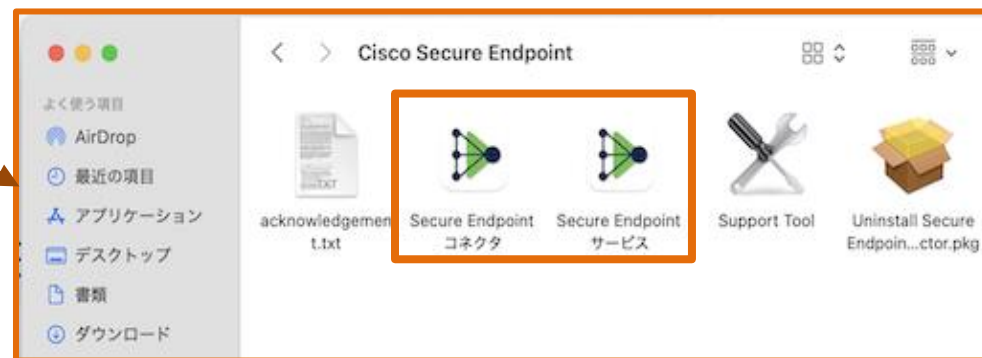 Cisco Secure Endpoint
よく使う項目
AirDrop
最近の項目
アプリケーション
デスクトップ
書類
ダウンロード
TXT
acknowledgemen
t.txt
Secure Endpoint
コネクタ
Secure Endpoint
サービス
Support Tool
Uninstall Secure
Endpoin...ctor.pkg